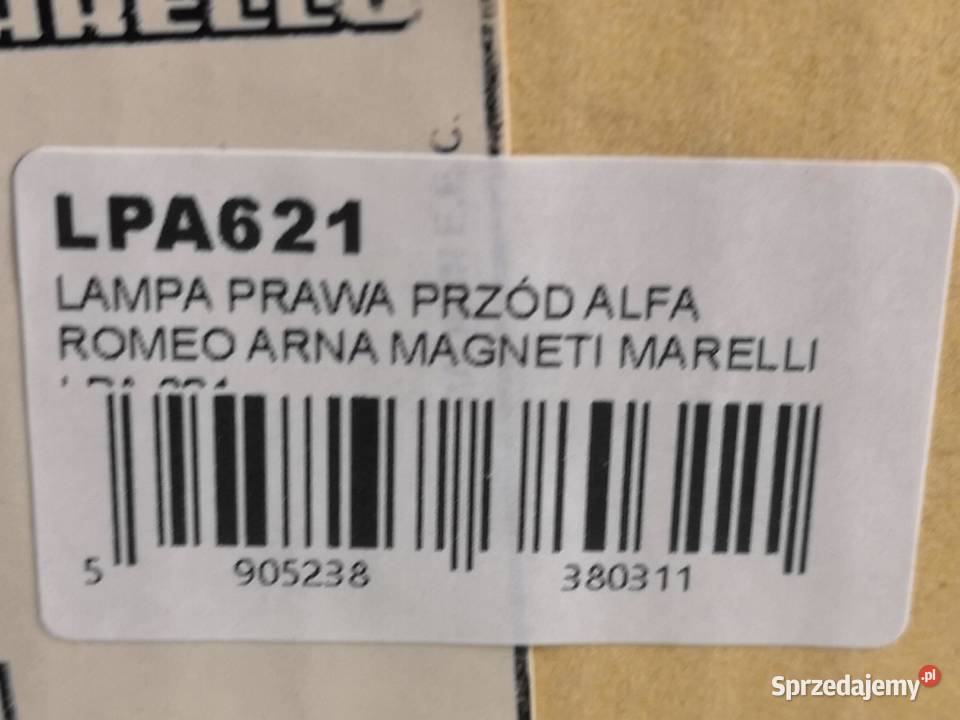 LPA621
LAMPA PRAWA PRZÓD ALFA
ROMEO ARNA MAGNETI MARELLI
5 905238 380311
Sprzedajemy.pl